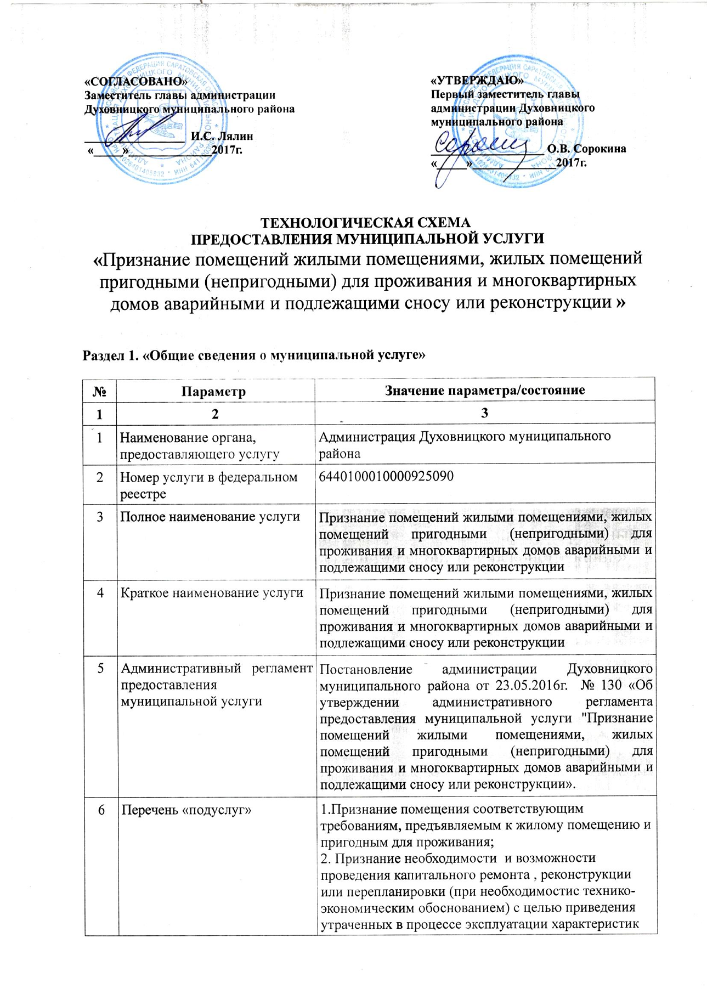 «СОГЛАСОВАНО»
Заместитель главы администрации
Духовницкого муниципального района
И.С. Лялин
«_____»______________2017г.
«УТВЕРЖДАЮ»
Первый заместитель главы
администрации Духовницкого
муниципального района
О.В. Сорокина
«_____»______________2017г.
ТЕХНОЛОГИЧЕСКАЯ СХЕМА
ПРЕДОСТАВЛЕНИЯ МУНИЦИПАЛЬНОЙ УСЛУГИ
«Признание помещений жилыми помещениями, жилых помещений
пригодными (непригодными) для проживания и многоквартирных
домов аварийными и подлежащими сносу или реконструкции »
Раздел 1. «Общие сведения о муниципальной услуге»
№ Параметр Значение параметра/состояние
1 2 3
1 Наименование органа,
предоставляющего услугу
Администрация Духовницкого муниципального
района
2 Номер услуги в федеральном
реестре
6440100010000925090
3 Полное наименование услуги
Признание помещений жилыми помещениями, жилых
помещений пригодными (непригодными) для
проживания и многоквартирных домов аварийными и
подлежащими сносу или реконструкции
4 Краткое наименование услуги
Признание помещений жилыми помещениями, жилых
помещений пригодными (непригодными) для
проживания и многоквартирных домов аварийными и
подлежащими сносу или реконструкции
5 Административный регламент
предоставления
муниципальной услуги
Постановление администрации Духовницкого
муниципального района от 23.05.2016г. № 130 «Об
утверждении административного регламента
предоставления муниципальной услуги "Признание
помещений жилыми помещениями, жилых
помещений пригодными (непригодными) для
проживания и многоквартирных домов аварийными и
подлежащими сносу или реконструкции».
6 Перечень «подуслуг»
1.Признание помещения соответствующим
требованиям, предъявляемым к жилому помещению и
пригодным для проживания;
2. Признание необходимости и возможности
проведения капитального ремонта , реконструкции
или перепланировки (при необходимостис технико-
экономическим обоснованием) с целью приведения
утраченных в процессе эксплуатации характеристик